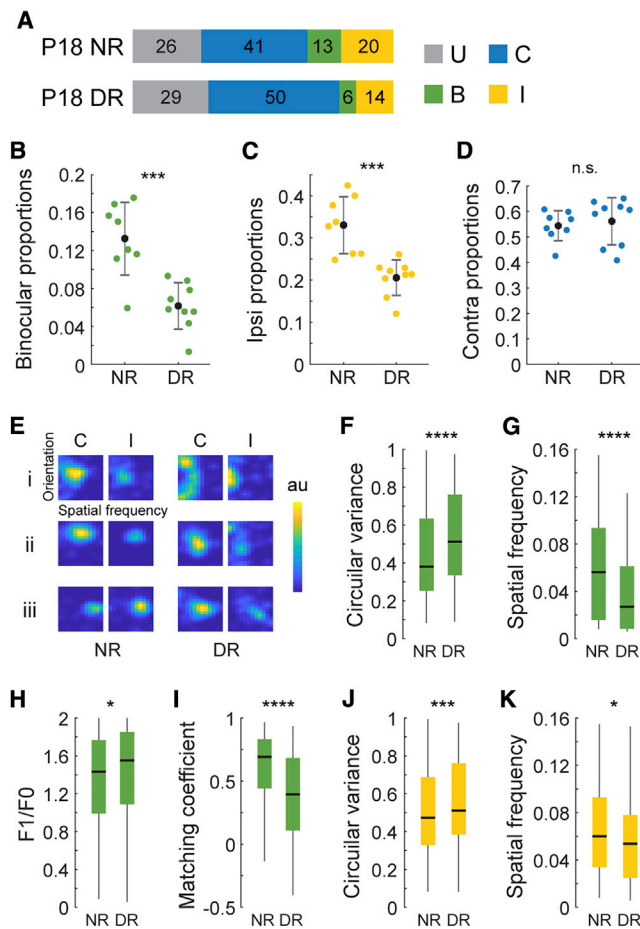 A
P18 NR 26 41 13 20
P18 DR 29 50 6 14
U C
B I
B
***
Binocular proportions
0.2
0.16
0.12
0.08
0.04
0
NR DR
C
***
Ipsi proportions
0.4
0.3
0.2
0.1
0
NR DR
D
n.s.
Contra proportions
0.7
0.6
0.5
0.4
0.3
0.2
0.1
0
NR DR
E
C I C I
Orientation
i
Spatial frequency
ii
iii
NR DR
au
F
****
Circuilar variance
1
0.8
0.6
0.4
0.2
0
NR DR
G
****
Spatial frequency
0.16
0.12
0.08
0.04
0
NR DR
H
*
F1/F0
2
1.6
1.2
0.8
0.4
0
NR DR
I
****
Matching coefficient
1
0.5
0
-0.5
NR DR
J
***
Circuilar variance
1
0.8
0.6
0.4
0.2
0
NR DR
K
*
Spatial frequency
0.16
0.12
0.08
0.04
0
NR DR